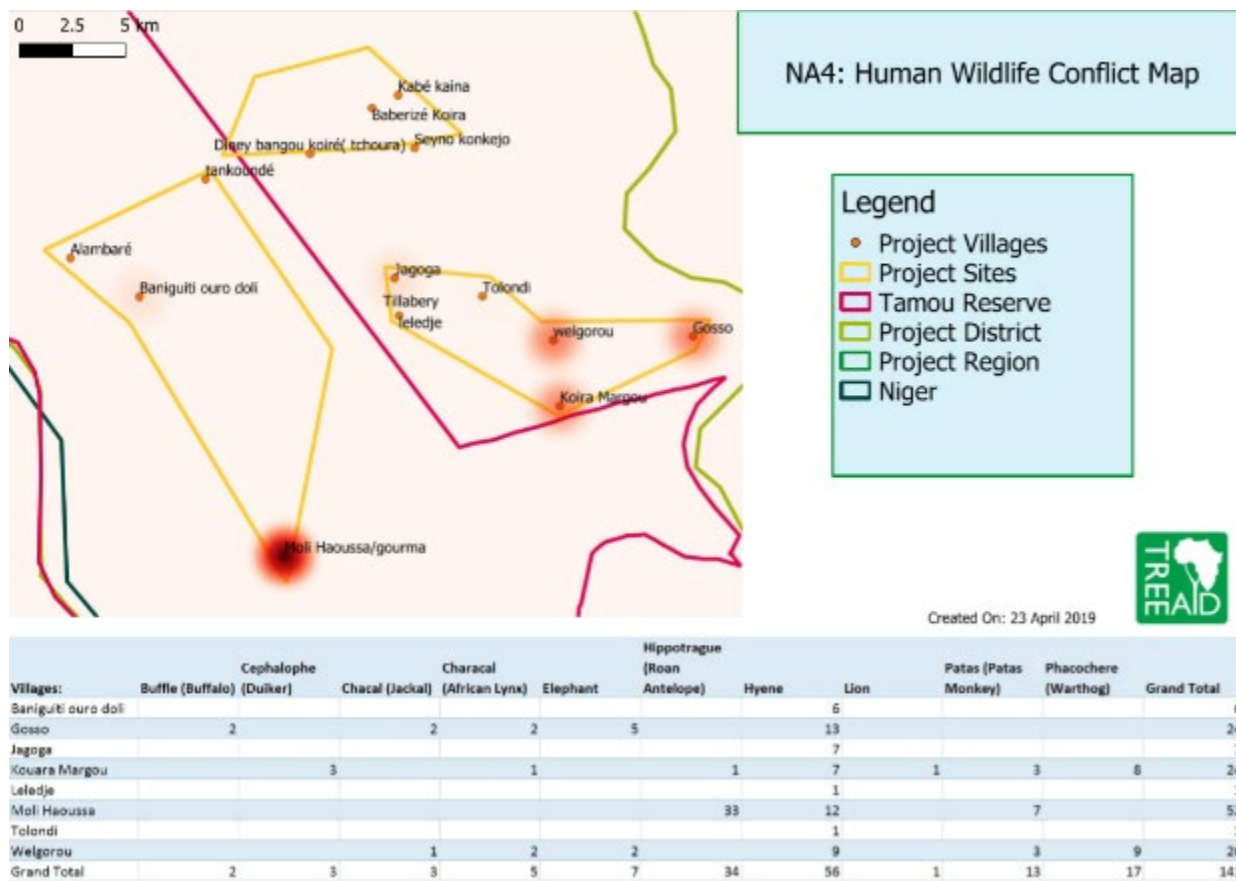 0 2.5 5 km
NA4: Human Wildlife Conflict Map
Kabé kaina
Baberizé Koira
Diney bangou koiré( tchoura)
Seyno konkejo
tankoundé
Alambaré
Baniguiti ouro doli
Jagoga
Tolondi
Tillabery
leledje
welgorou
Gosso
Koira Margou
Moli Haoussa/gourma
Legend
Project Villages
Project Sites
Tamou Reserve
Project District
Project Region
Niger
TREE AID
Created On: 23 April 2019
Villages: Buffle (Buffalo) Cephalophe (Duiker) Chacal (Jackal) Characal (African Lynx) Elephant Hippotrague (Roan Antelope) Hyene Lion Patas (Patas Monkey) Phacochere (Warthog) Grand Total
Baniguiti ouro doli 6
Gosso 2 2 2 5 13
Jagoga 7
Kouara Margou 3 1 1 7 1 3 8
Leledje 1
Moli Haoussa 33 12 7
Tolondi 1
Welgorou 1 2 2 9 3 9
Grand Total 2 3 3 5 7 34 56 1 13 17